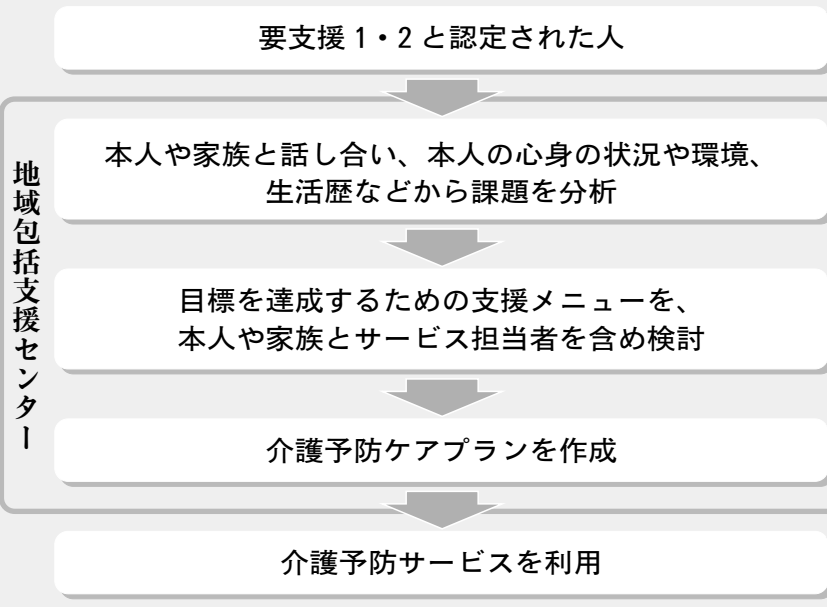 要支援1・2と認定された人
地域包括支援センター
本人や家族と話し合い、本人の心身の状況や環境、
生活歴などから課題を分析
目標を達成するための支援メニューを、
本人や家族とサービス担当者を含め検討
介護予防ケアプランを作成
介護予防サービスを利用